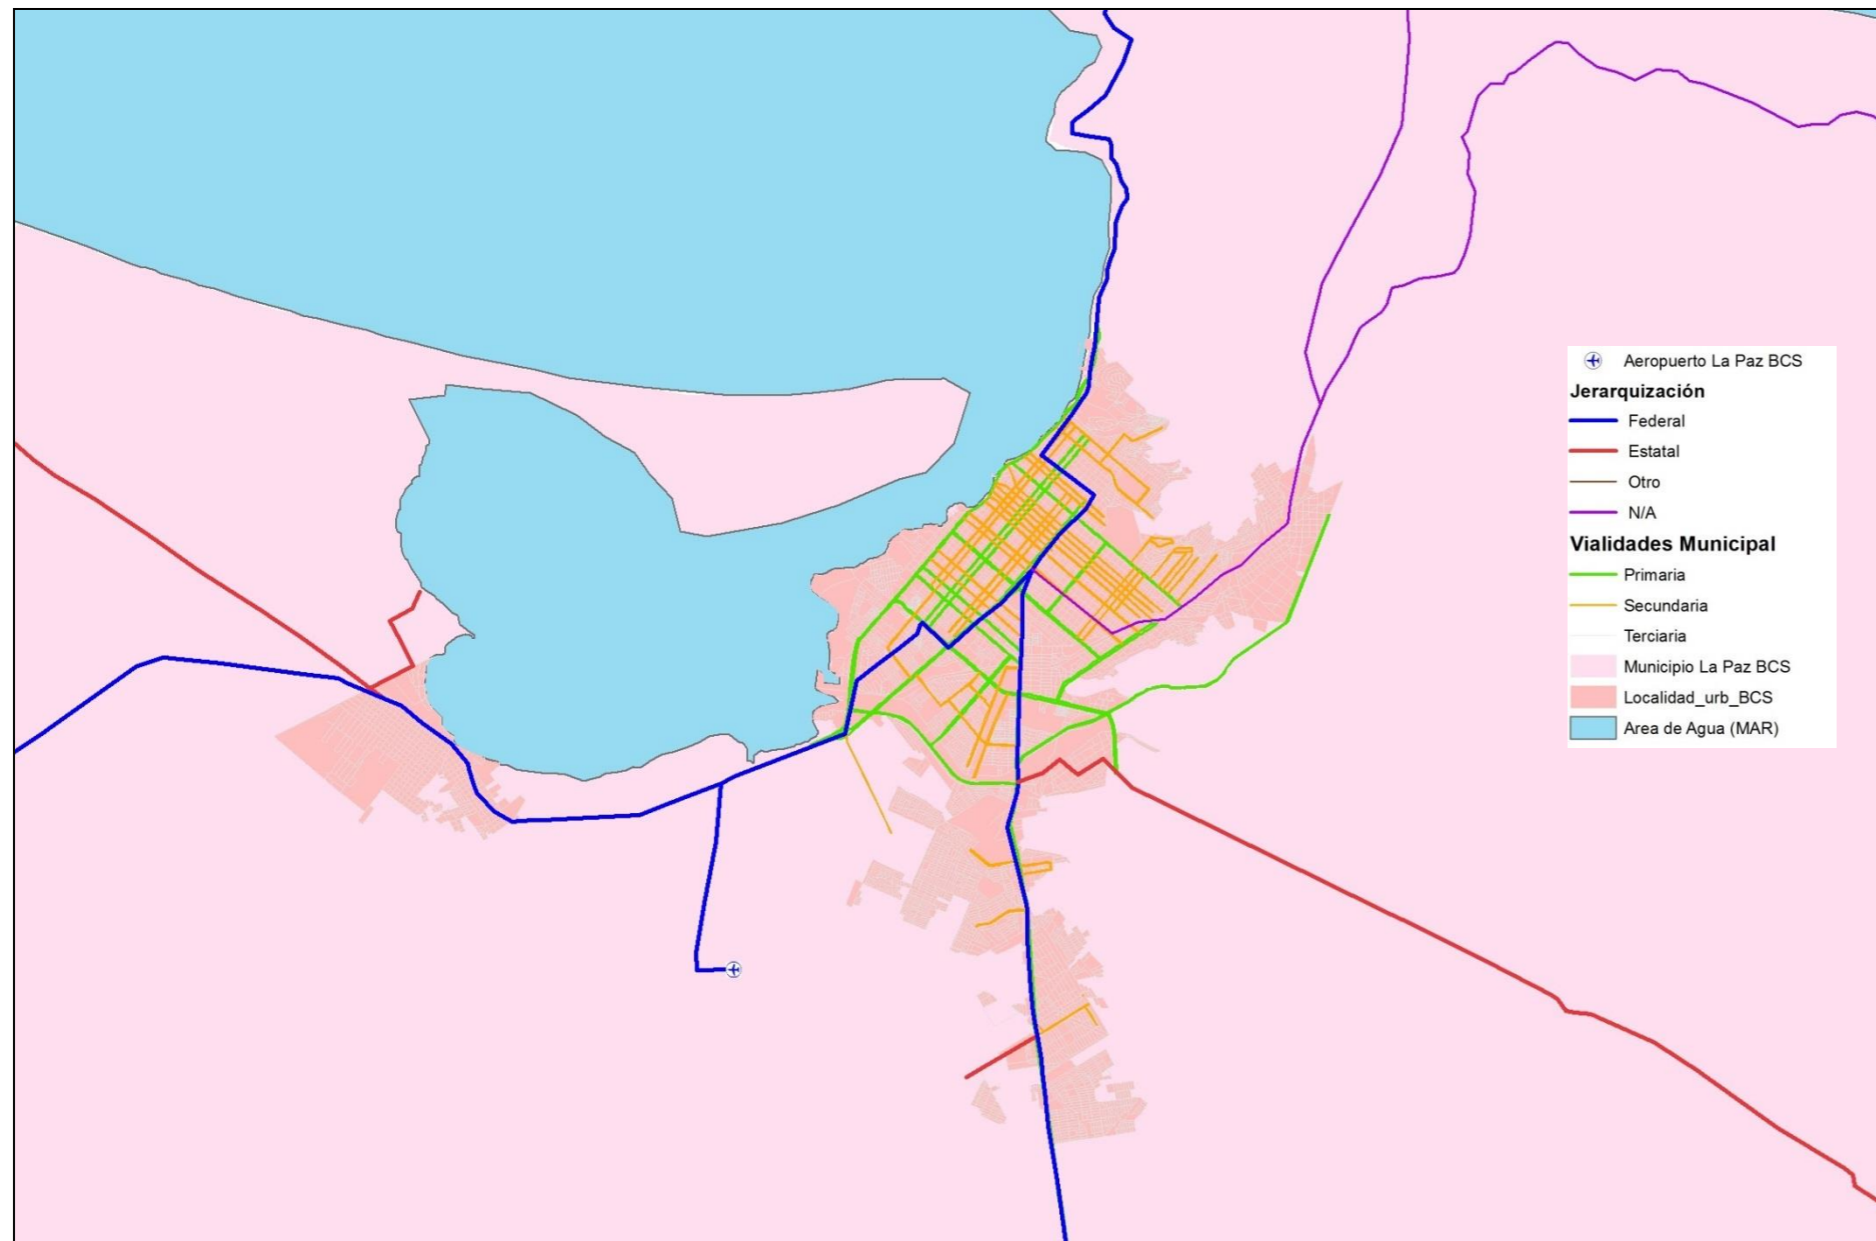 Aeropuerto La Paz BCS
Jerarquización
Federal
Estatal
Otro
N/A
Vialidades Municipal
Primaria
Secundaria
Terciaria
Municipio La Paz BCS
Localidad_urb_BCS
Area de Agua (MAR)